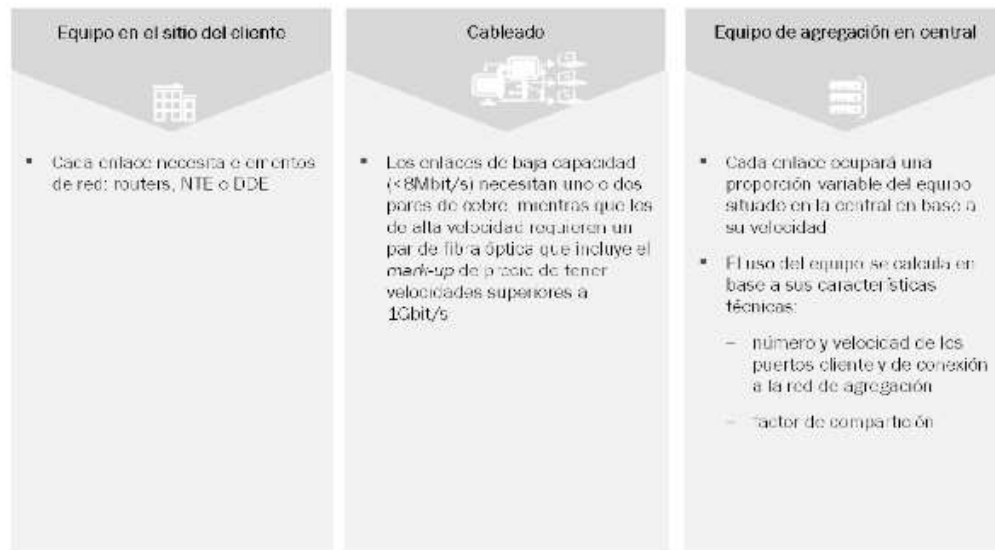 Equipo en el sitio del cliente
▪ Cada enlace necesita elementos
de red: routers, NTE o DDE
Cableado
▪ Los enlaces de baja capacidad
(<8Mbit/s) necesitan uno o dos
pares de cobre, mientras que los
de alta velocidad requieren un
par de fibra óptica que incluye el
mark-up de precio de tener
velocidades superiores a
1Gbit/s
Equipo de agregación en central
▪ Cada enlace ocupará una
proporción variable del equipo
situado en la central en base a
su velocidad
▪ El uso del equipo se calcula en
base a sus características
técnicas:
– número y velocidad de los
puertos cliente y de conexión
a la red de agregación
– factor de compartición